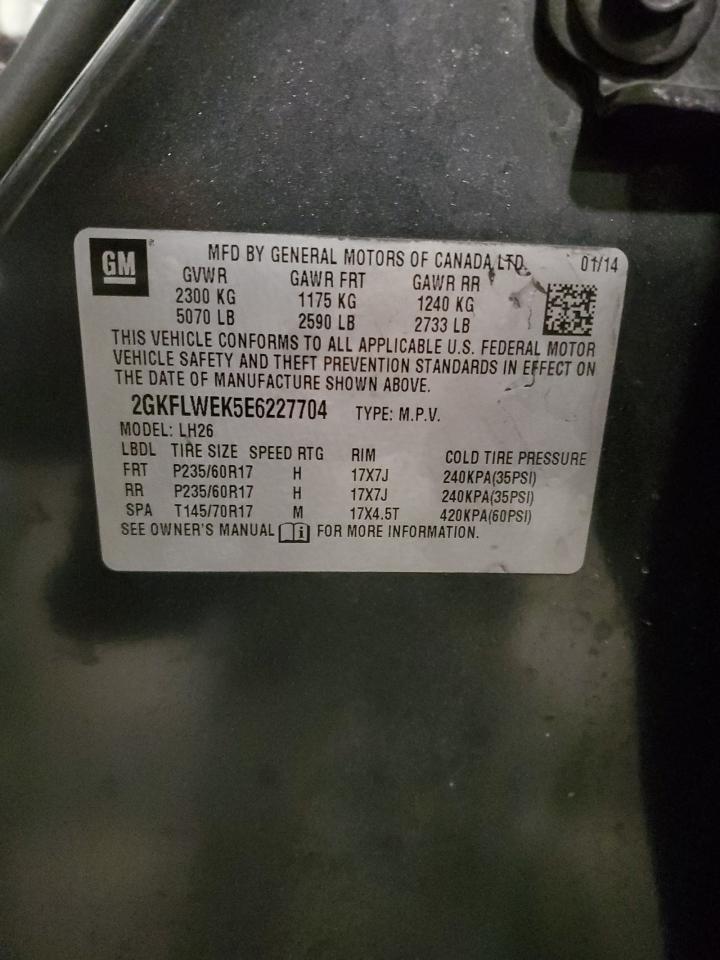 GM
MFD BY GENERAL MOTORS OF CANADA LTD. 01/14
GVWR GAWR FRT GAWR RR
2300 KG 1175 KG 1240 KG
5070 LB 2590 LB 2733 LB
THIS VEHICLE CONFORMS TO ALL APPLICABLE U.S. FEDERAL MOTOR
VEHICLE SAFETY AND THEFT PREVENTION STANDARDS IN EFFECT ON
THE DATE OF MANUFACTURE SHOWN ABOVE.
2GKFLWEK5E6227704 TYPE: M.P.V.
MODEL: LH26
LBDL TIRE SIZE SPEED RTG RIM COLD TIRE PRESSURE
FRT P235/60R17 H 17X7J 240KPA(35PSI)
RR P235/60R17 H 17X7J 240KPA(35PSI)
SPA T145/70R17 M 17X4.5T 420KPA(60PSI)
SEE OWNER'S MANUAL i FOR MORE INFORMATION.